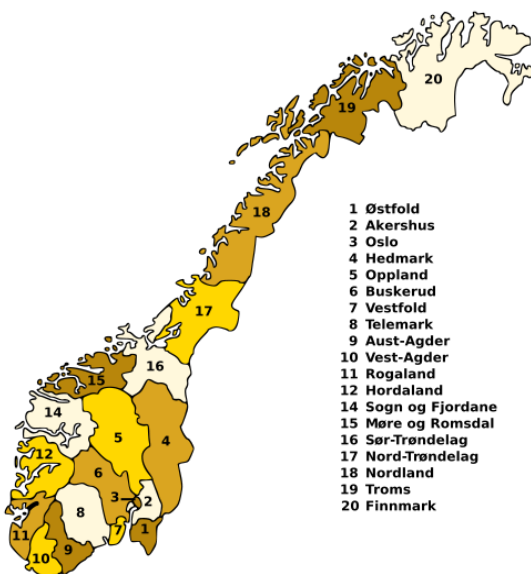 20
19
18
17
16
15
14
5
4
12
6
3
2
8
11
7
1
9
10
1 Østfold
2 Akershus
3 Oslo
4 Hedmark
5 Oppland
6 Buskerud
7 Vestfold
8 Telemark
9 Aust-Agder
10 Vest-Agder
11 Rogaland
12 Hordaland
14 Sogn og Fjordane
15 Møre og Romsdal
16 Sør-Trøndelag
17 Nord-Trøndelag
18 Nordland
19 Troms
20 Finnmark